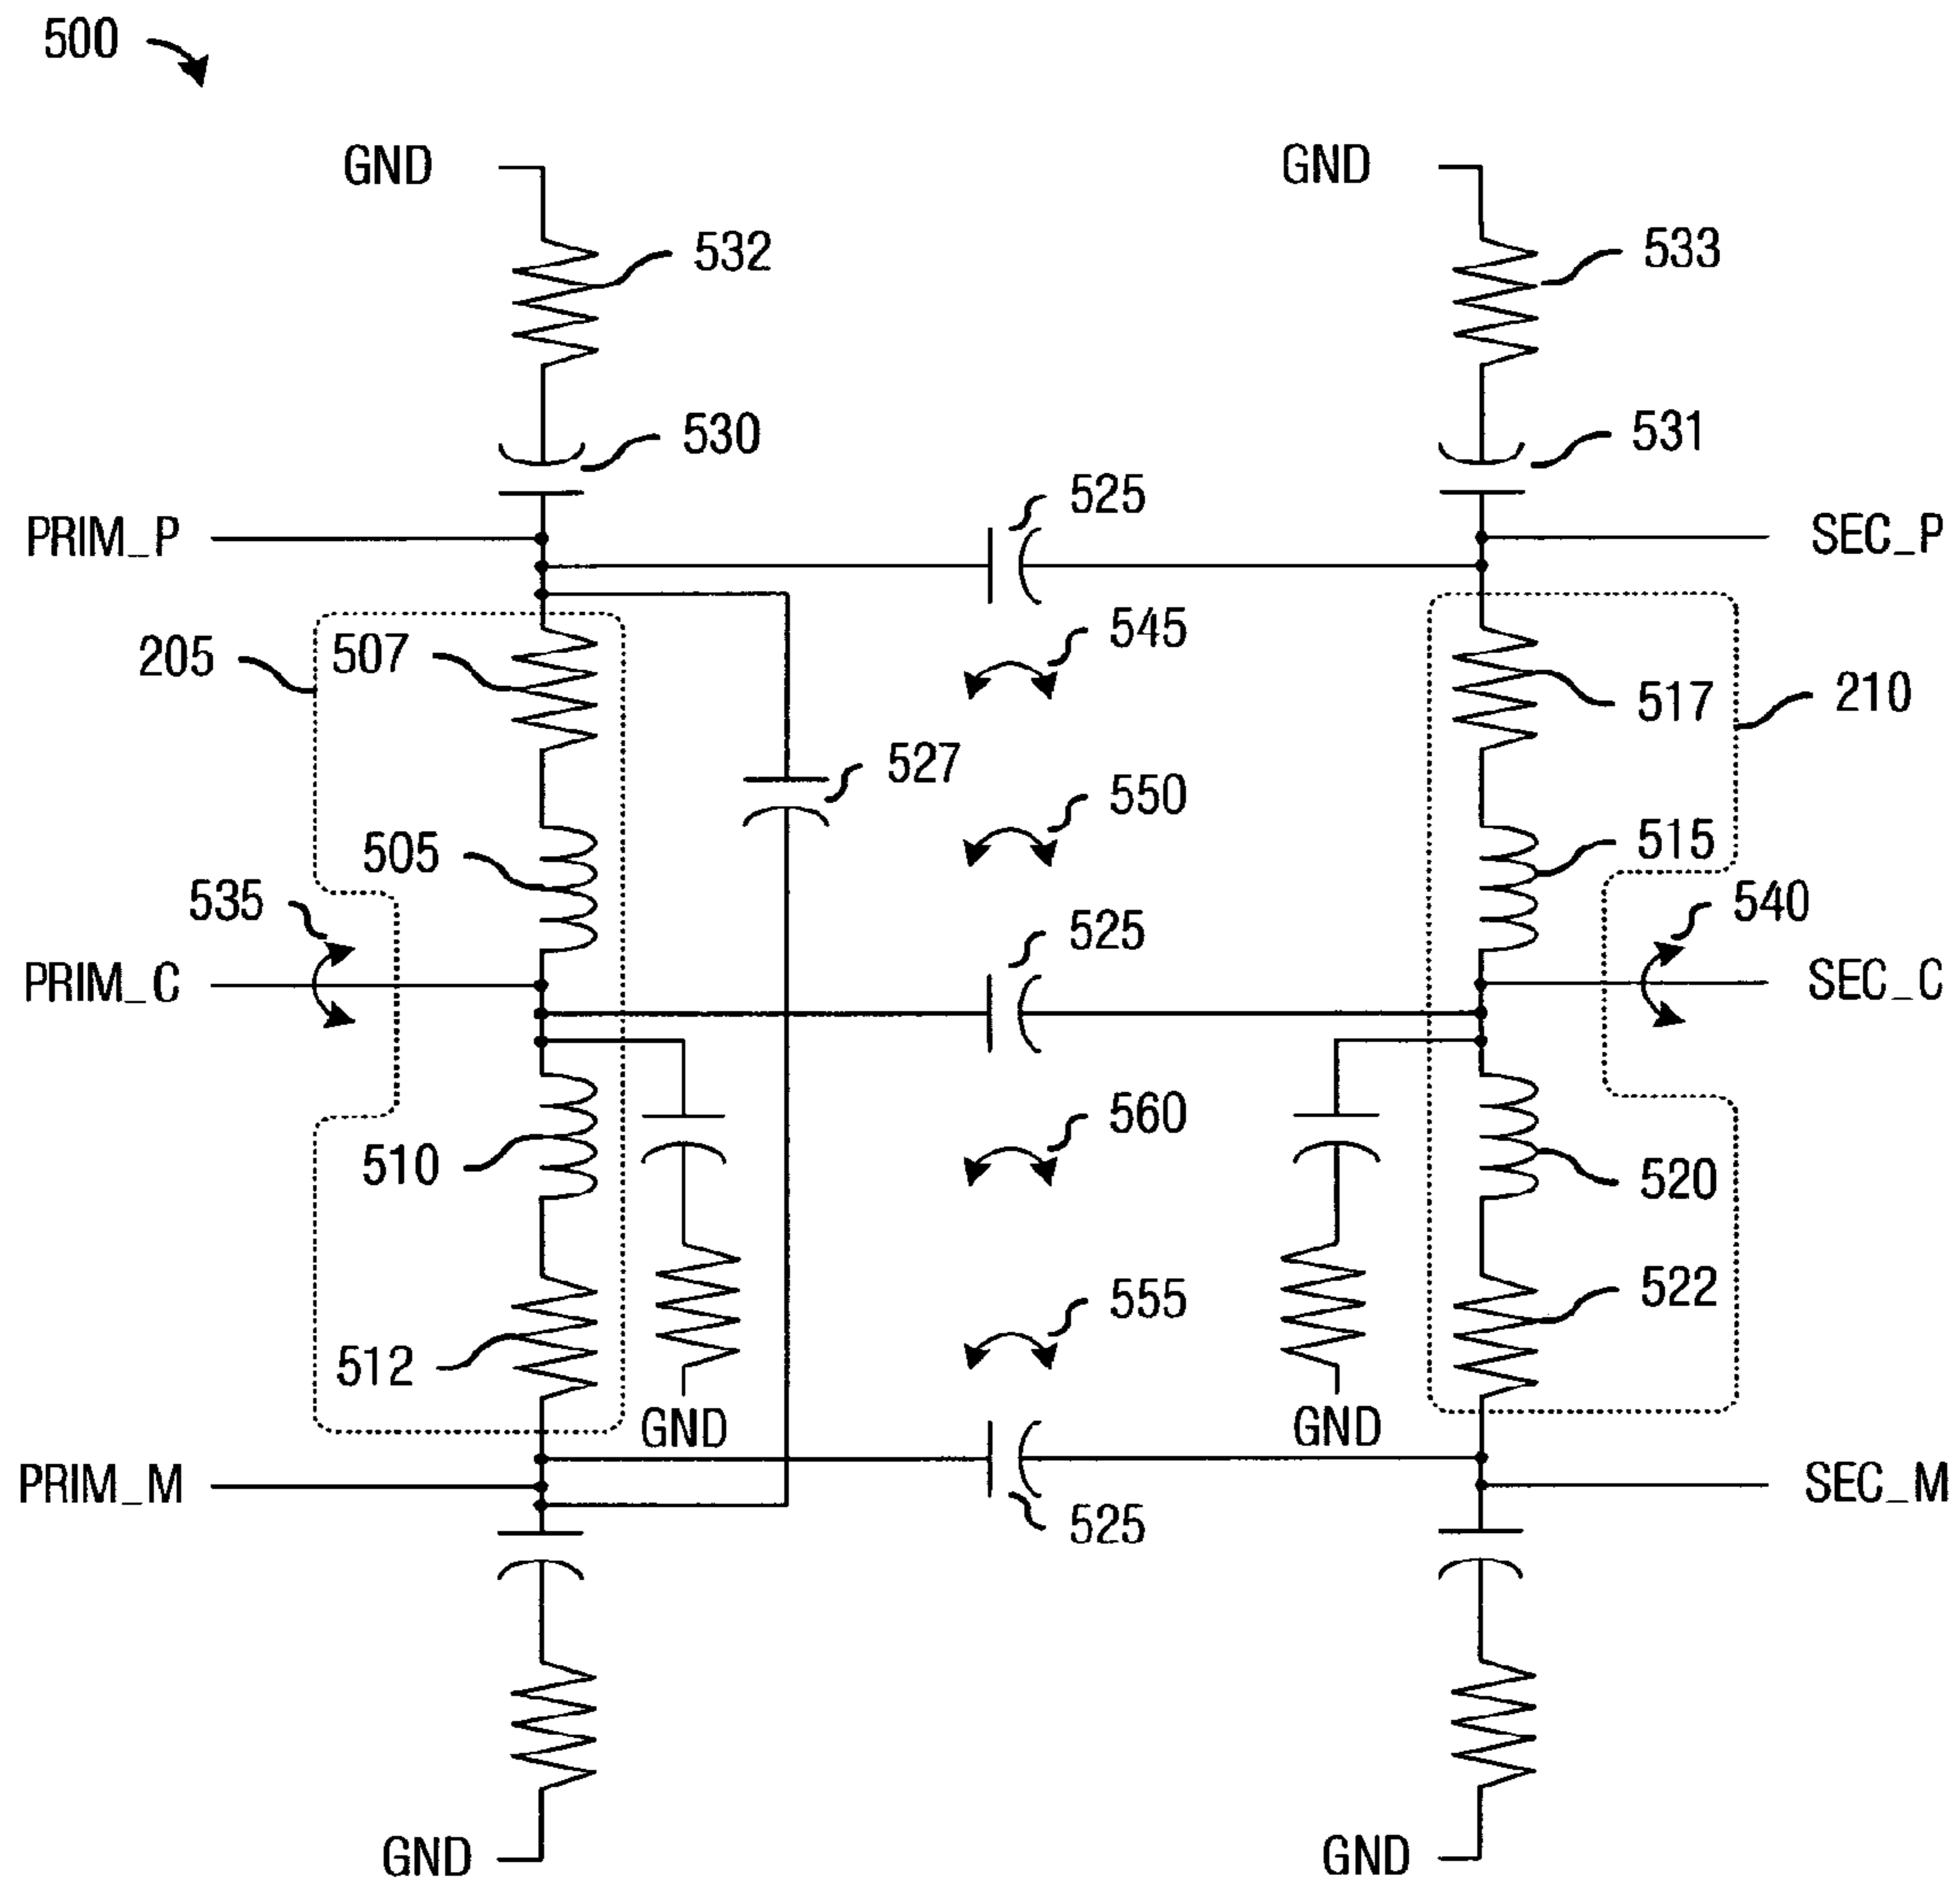 500
GND GND
532 533
530 531
525
PRIM_P SEC_P
545
205 507 517 210
527
550
505 515
535 525 540
PRIM_C SEC_C
560
510 520
555 522
512
GND GND
PRIM_M SEC_M
525
GND GND